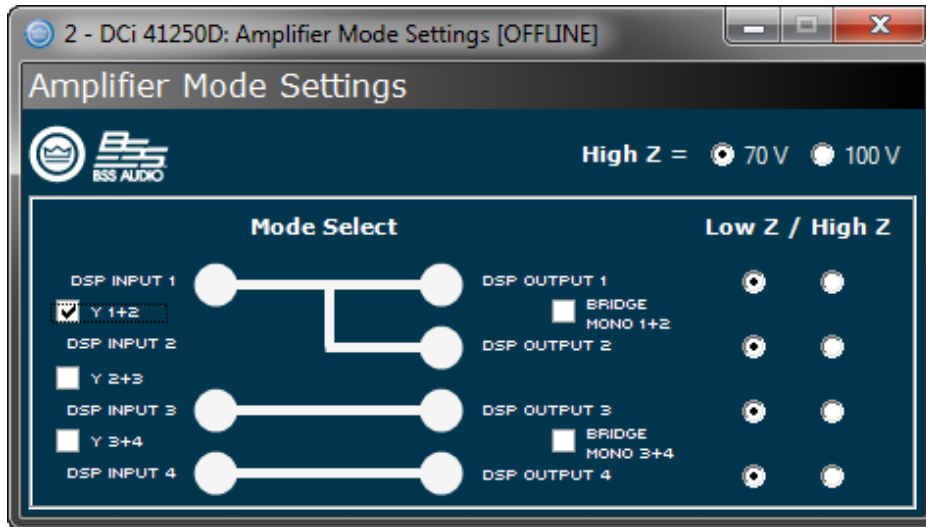 2 - DCi 41250D: Amplifier Mode Settings [OFFLINE]
Amplifier Mode Settings
BSS AUDIO
High Z = 70 V 100 V
Mode Select
Low Z / High Z
DSP INPUT 1
DSP OUTPUT 1
Y 1+2
BRIDGE
MONO 1+2
DSP INPUT 2
DSP OUTPUT 2
Y 2+3
DSP INPUT 3
DSP OUTPUT 3
Y 3+4
BRIDGE
MONO 3+4
DSP INPUT 4
DSP OUTPUT 4